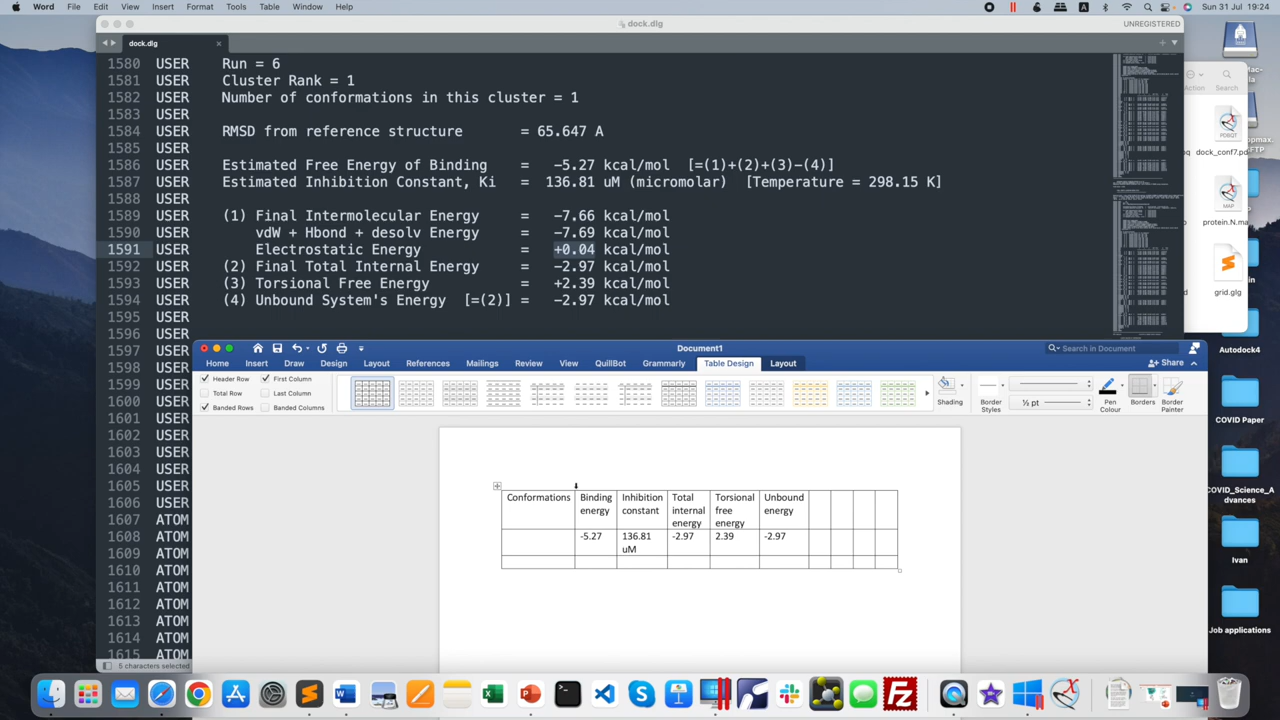 Word File Edit View Insert Format Tools Table Window Help
Sun 31 Jul 19:24
dock.dlg
UNREGISTERED
dock.dlg
1580 USER Run = 6
1581 USER Cluster Rank = 1
1582 USER Number of conformations in this cluster = 1
1583 USER
1584 USER RMSD from reference structure = 65.647 A
1585 USER
1586 USER Estimated Free Energy of Binding = -5.27 kcal/mol [=(1)+(2)+(3)-(4)]
1587 USER Estimated Inhibition Constant, Ki = 136.81 uM (micromolar) [Temperature = 298.15 K]
1588 USER
1589 USER (1) Final Intermolecular Energy = -7.66 kcal/mol
1590 USER vdW + Hbond + desolv Energy = -7.69 kcal/mol
1591 USER Electrostatic Energy = +0.04 kcal/mol
1592 USER (2) Final Total Internal Energy = -2.97 kcal/mol
1593 USER (3) Torsional Free Energy = +2.39 kcal/mol
1594 USER (4) Unbound System's Energy [=(2)] = -2.97 kcal/mol
1595 USER
1596 USER
1597 USER
1598 USER
1599 USER
1600 USER
1601 USER
1602 USER
1603 USER
1604 USER
1605 USER
1606 USER
1607 ATOM
1608 ATOM
1609 ATOM
1610 ATOM
1611 ATOM
1612 ATOM
1613 ATOM
1614 ATOM
1615 ATOM
5 characters selected
Action Search
PDBQT
dock_conf7.pd
MAP
protein.N.ma
grid.glg
Autodock4
COVID Paper
COVID_Science_A
dvances
Ivan
Job applications
Document1
Search in Document
Home Insert Draw Design Layout References Mailings Review View QuillBot Grammarly Table Design Layout
Share
Header Row First Column
Total Row Last Column
Banded Rows Banded Columns
Shading
Border
Styles
½ pt
Pen
Colour
Borders
Border
Painter
Conformations
Binding
energy
Inhibition
constant
Total
internal
energy
Torsional
free
energy
Unbound
energy
-5.27
136.81
uM
-2.97
2.39
-2.97